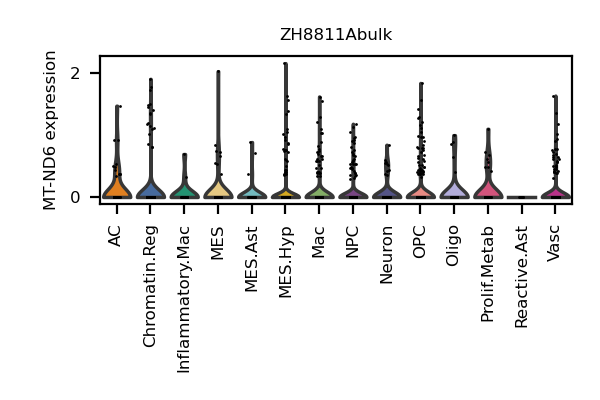 ZH8811Abulk
MT-ND6 expression
2
0
AC
Chromatin.Reg
Inflammatory.Mac
MES
MES.Ast
MES.Hyp
Mac
NPC
Neuron
OPC
Oligo
Prolif.Metab
Reactive.Ast
Vasc